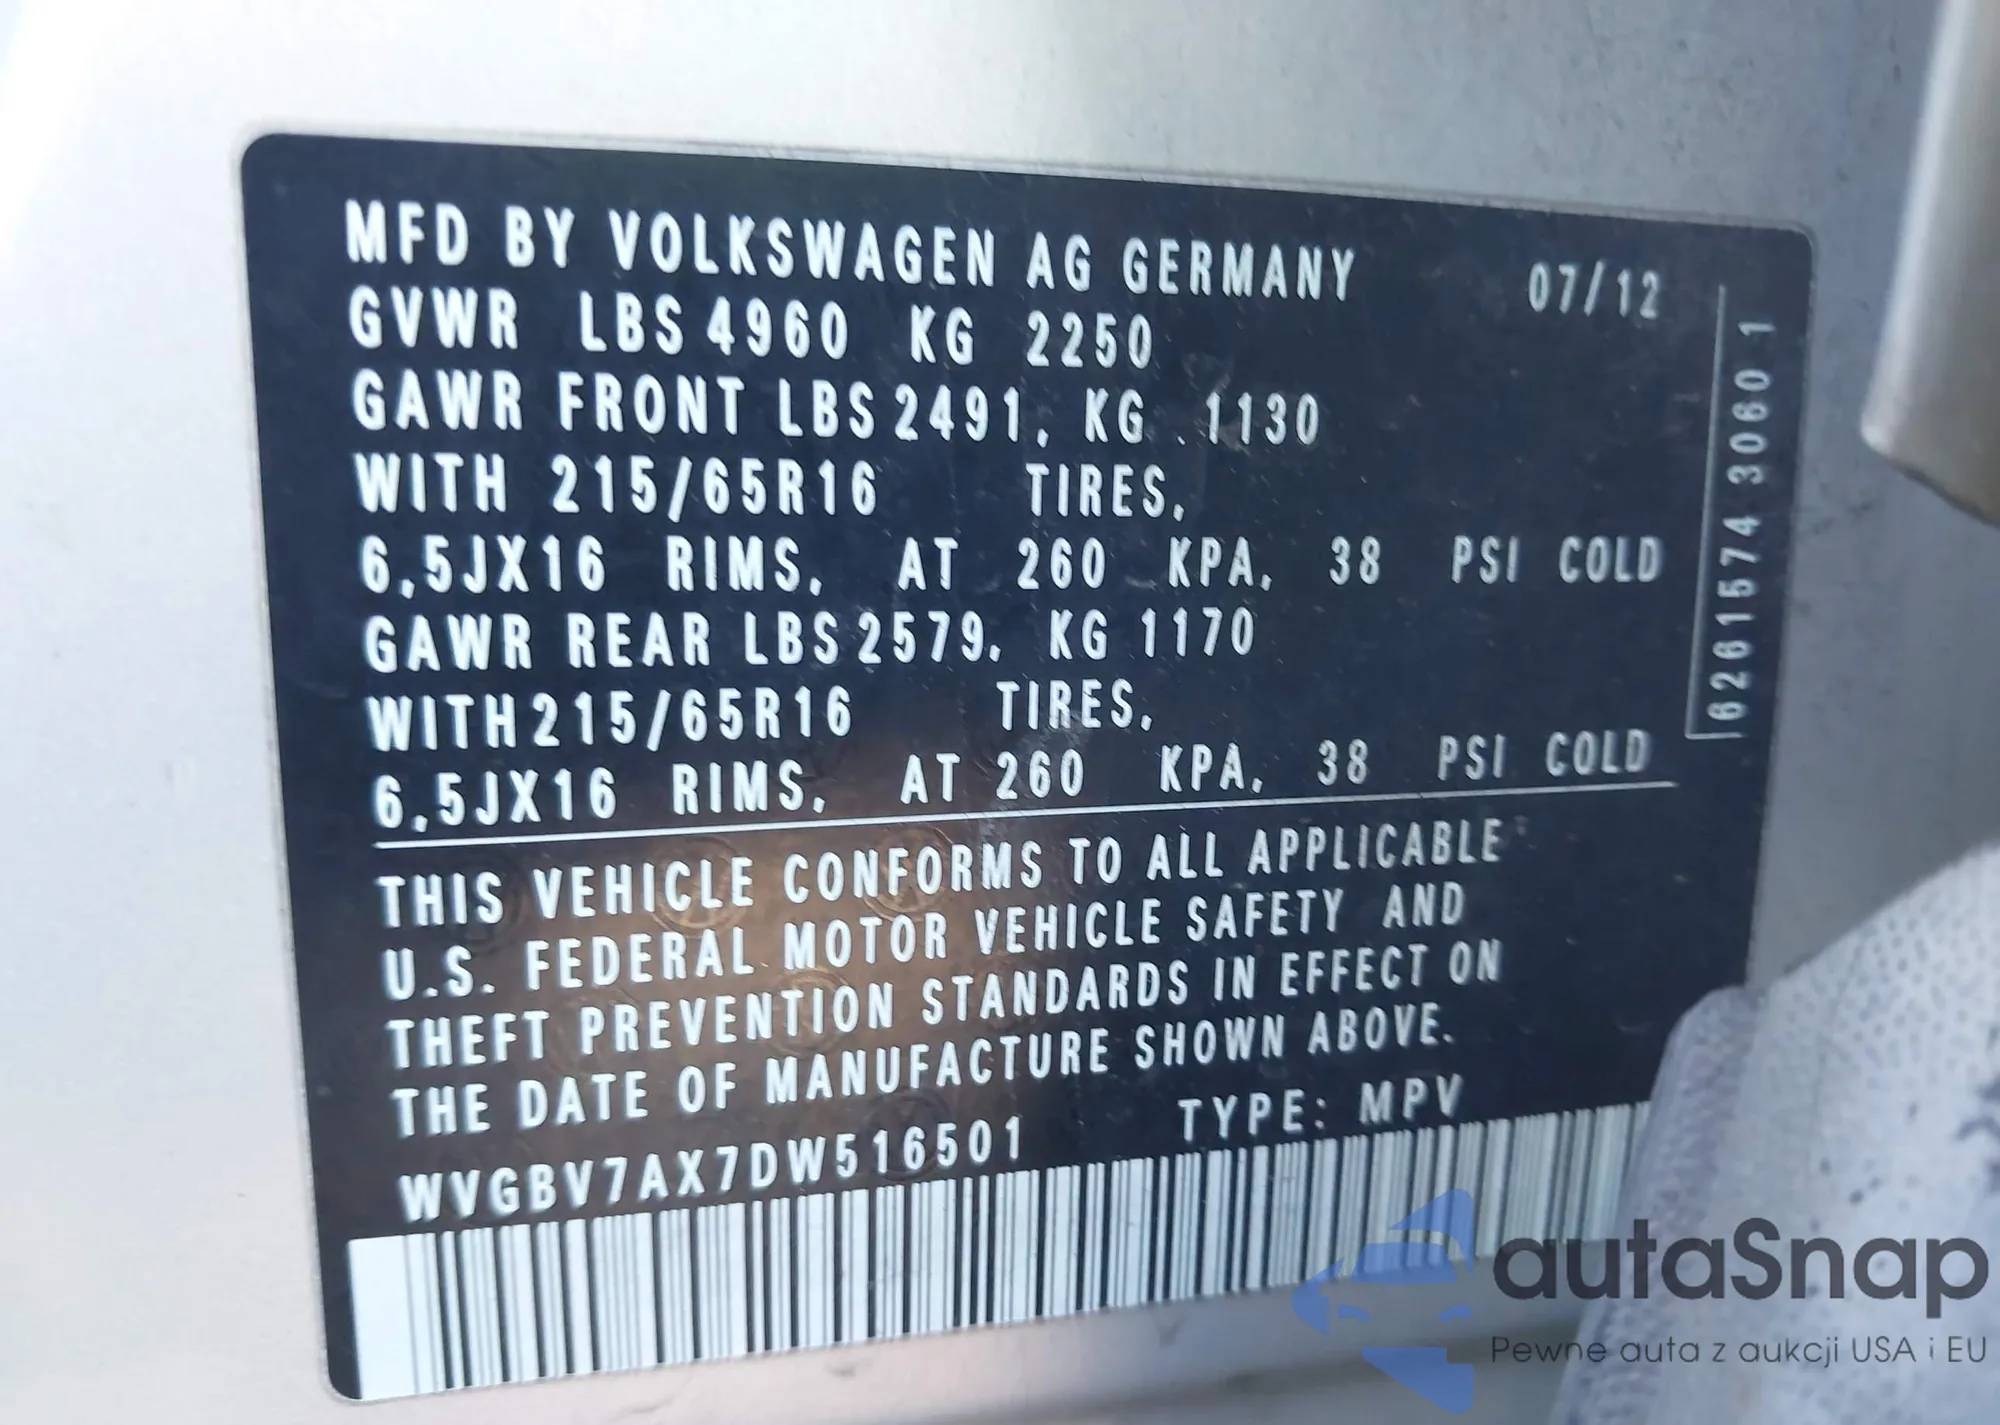 MFD BY VOLKSWAGEN AG GERMANY 07/12
GVWR LBS 4960 KG 2250
GAWR FRONT LBS 2491, KG 1130
WITH 215/65R16 TIRES,
6,5JX16 RIMS, AT 260 KPA, 38 PSI COLD
GAWR REAR LBS 2579, KG 1170
WITH 215/65R16 TIRES,
6,5JX16 RIMS, AT 260 KPA, 38 PSI COLD
THIS VEHICLE CONFORMS TO ALL APPLICABLE
U.S. FEDERAL MOTOR VEHICLE SAFETY AND
THEFT PREVENTION STANDARDS IN EFFECT ON
THE DATE OF MANUFACTURE SHOWN ABOVE.
WVGBV7AX7DW516501 TYPE: MPV
6261574 3060 1
autaSnap
Pewne auta z aukcji USA i EU